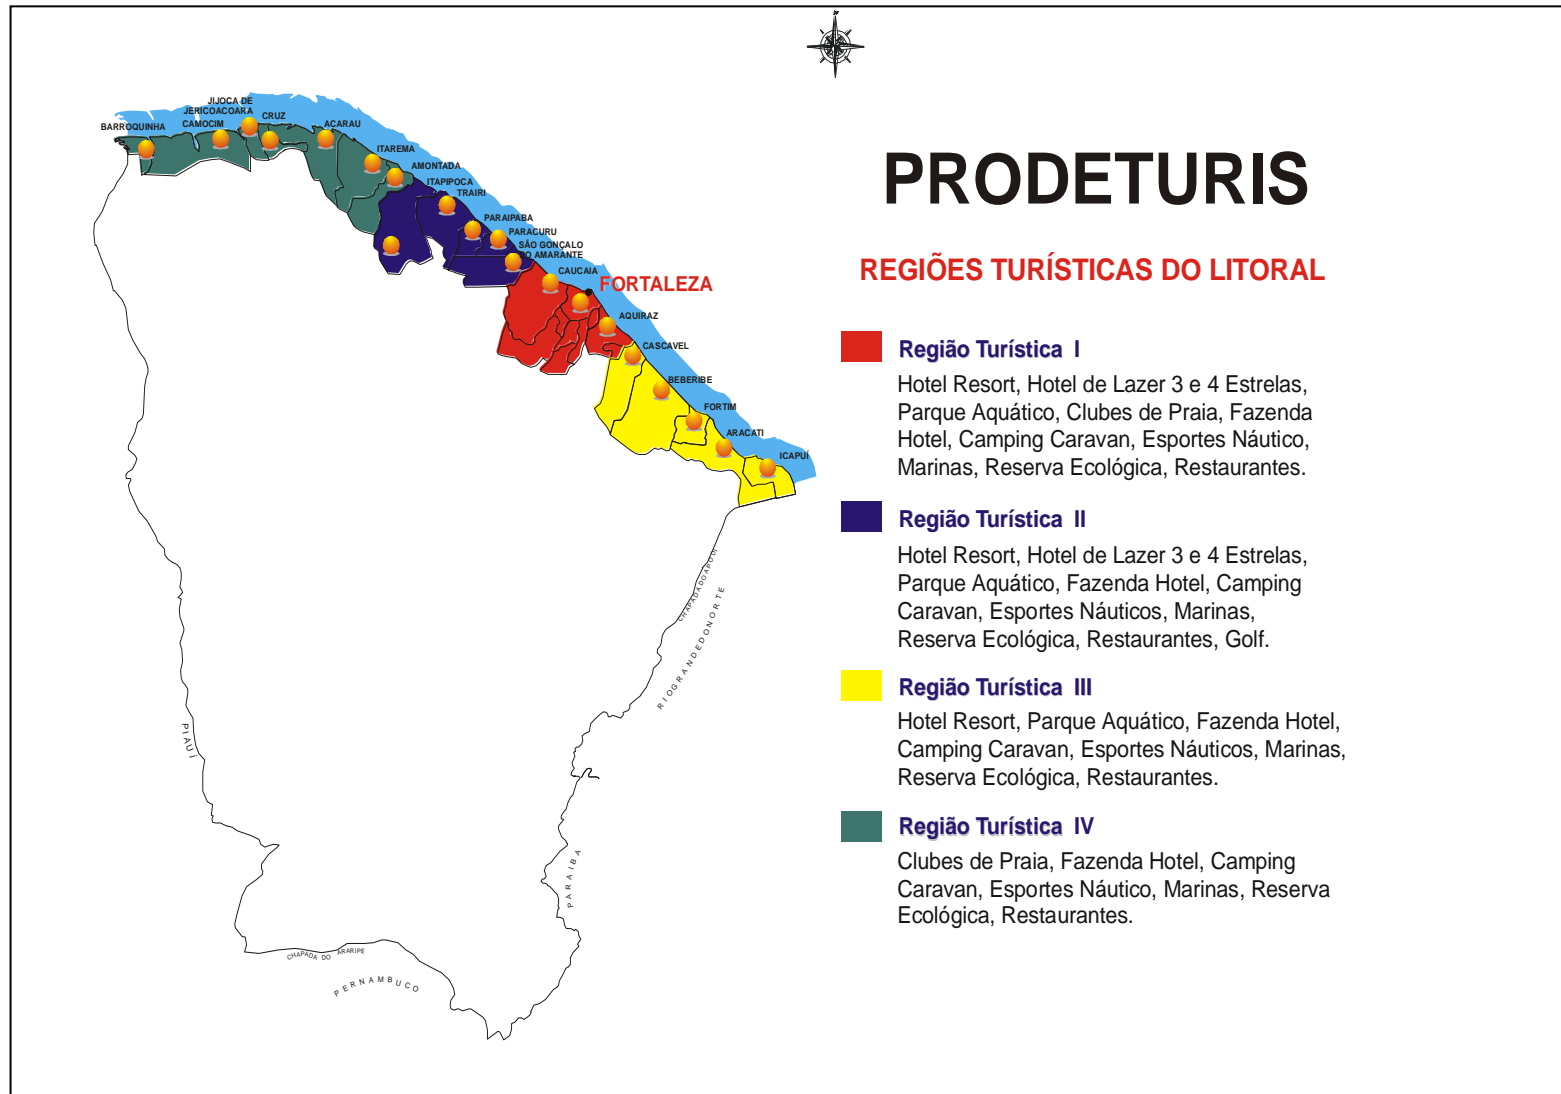 PRODETURIS
REGIÕES TURÍSTICAS DO LITORAL
Região Turística I
Hotel Resort, Hotel de Lazer 3 e 4 Estrelas,
Parque Aquático, Clubes de Praia, Fazenda
Hotel, Camping Caravan, Esportes Náutico,
Marinas, Reserva Ecológica, Restaurantes.
Região Turística II
Hotel Resort, Hotel de Lazer 3 e 4 Estrelas,
Parque Aquático, Fazenda Hotel, Camping
Caravan, Esportes Náuticos, Marinas,
Reserva Ecológica, Restaurantes, Golf.
Região Turística III
Hotel Resort, Parque Aquático, Fazenda Hotel,
Camping Caravan, Esportes Náuticos, Marinas,
Reserva Ecológica, Restaurantes.
Região Turística IV
Clubes de Praia, Fazenda Hotel, Camping
Caravan, Esportes Náutico, Marinas, Reserva
Ecológica, Restaurantes.
BARROQUINHA
CAMOCIM
JIJOCA DE
JERICOACOARA
CRUZ
ACARAU
ITAREMA
AMONTADA
ITAPIPOCA
TRAIRI
PARAIPABA
PARACURU
SÃO GONÇALO
DO AMARANTE
CAUCAIA
FORTALEZA
AQUIRAZ
CASCAVEL
BEBERIBE
FORTIM
ARACATI
ICAPUÍ
CHAPADA DO APODI
RIO GRANDE DO NORTE
PIAUÍ
PARAIBA
CHAPADA DO ARARIPE
PERNAMBUCO